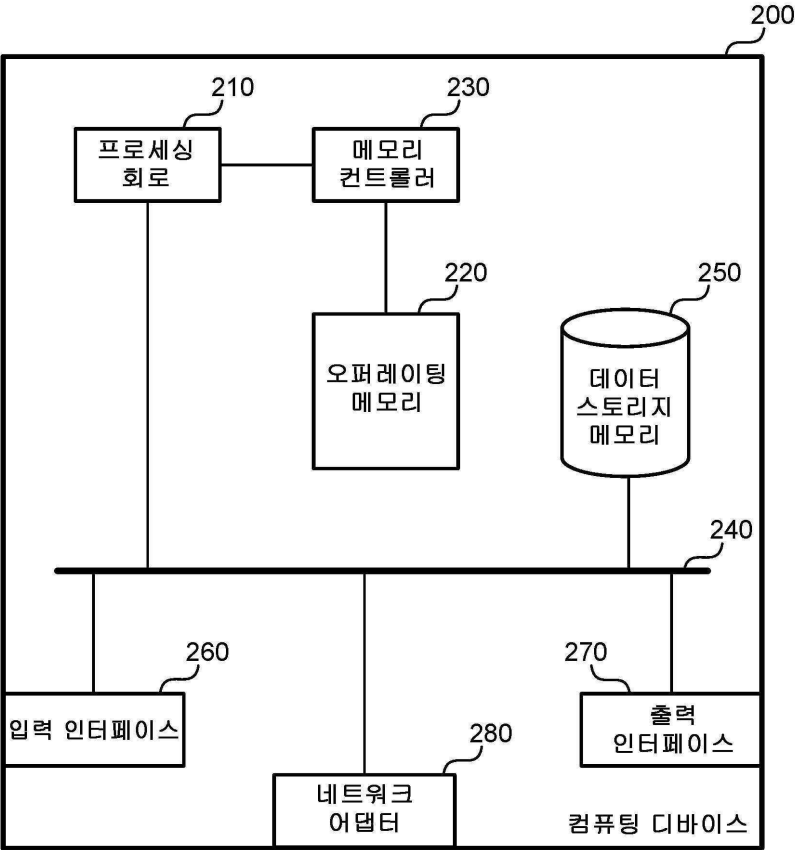 200
210
230
프로세싱
회로
메모리
컨트롤러
220
250
오퍼레이팅
메모리
데이터
스토리지
메모리
240
260
270
입력 인터페이스
출력
인터페이스
280
네트워크
어댑터
컴퓨팅 디바이스